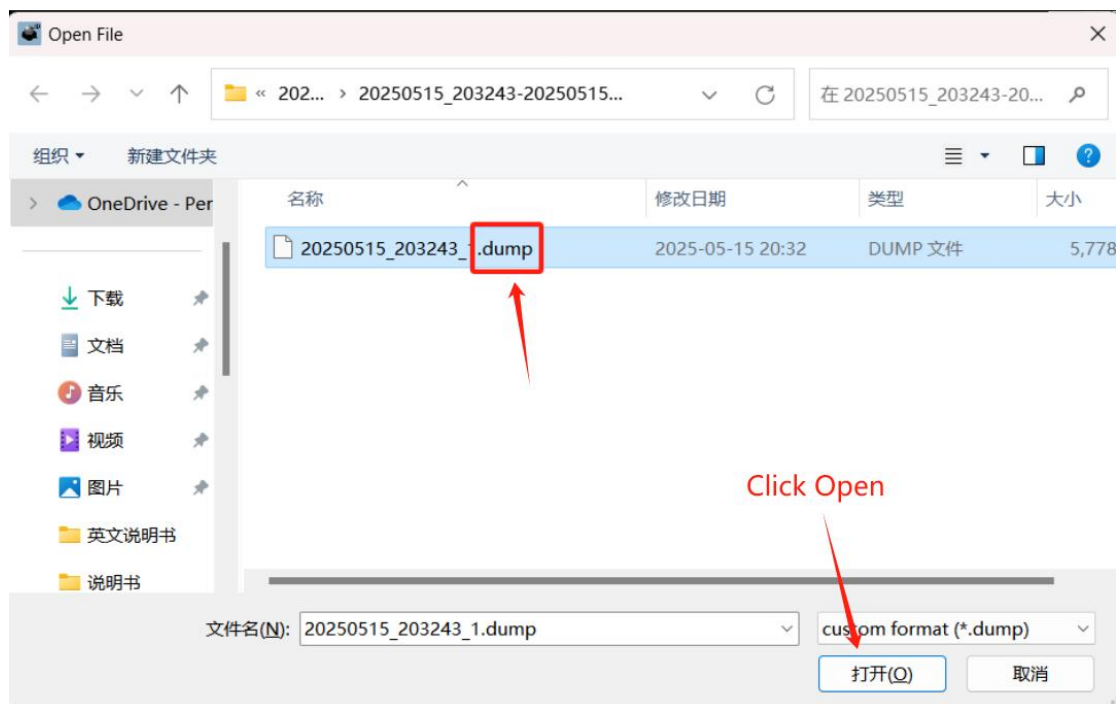 Open File
« 202... › 20250515_203243-20250515...
在 20250515_203243-20...
组织 新建文件夹
OneDrive - Per
名称 修改日期 类型 大小
20250515_203243_1.dump 2025-05-15 20:32 DUMP 文件 5,778
下载
文档
音乐
视频
图片
英文说明书
说明书
Click Open
文件名(N): 20250515_203243_1.dump custom format (*.dump)
打开(O) 取消